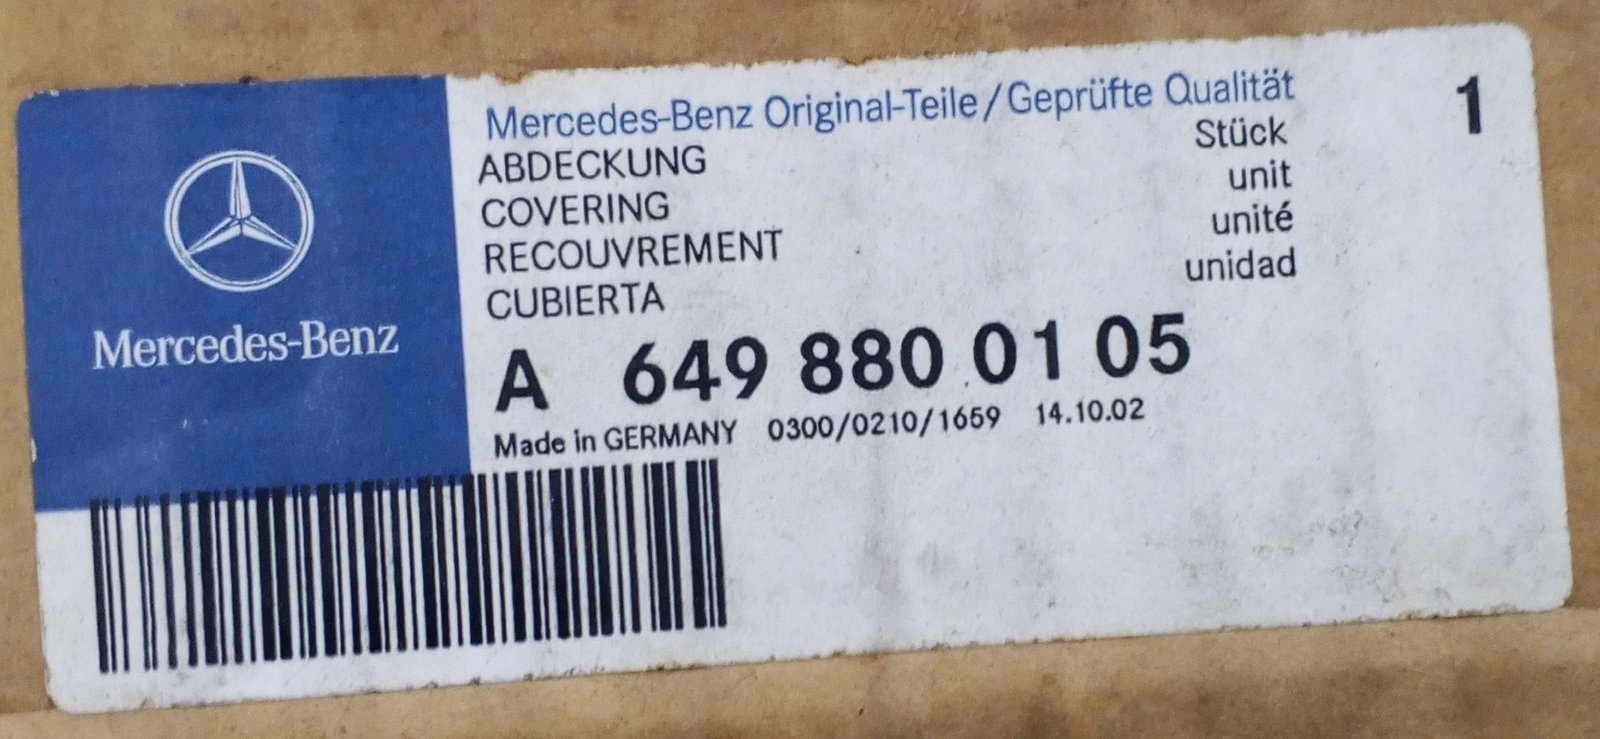 Mercedes-Benz
Mercedes-Benz Original-Teile/Geprüfte Qualität
ABDECKUNG
COVERING
RECOUVREMENT
CUBIERTA
Stück
unit
unité
unidad
1
A 649 880 01 05
Made in GERMANY 0300/0210/1659 14.10.02